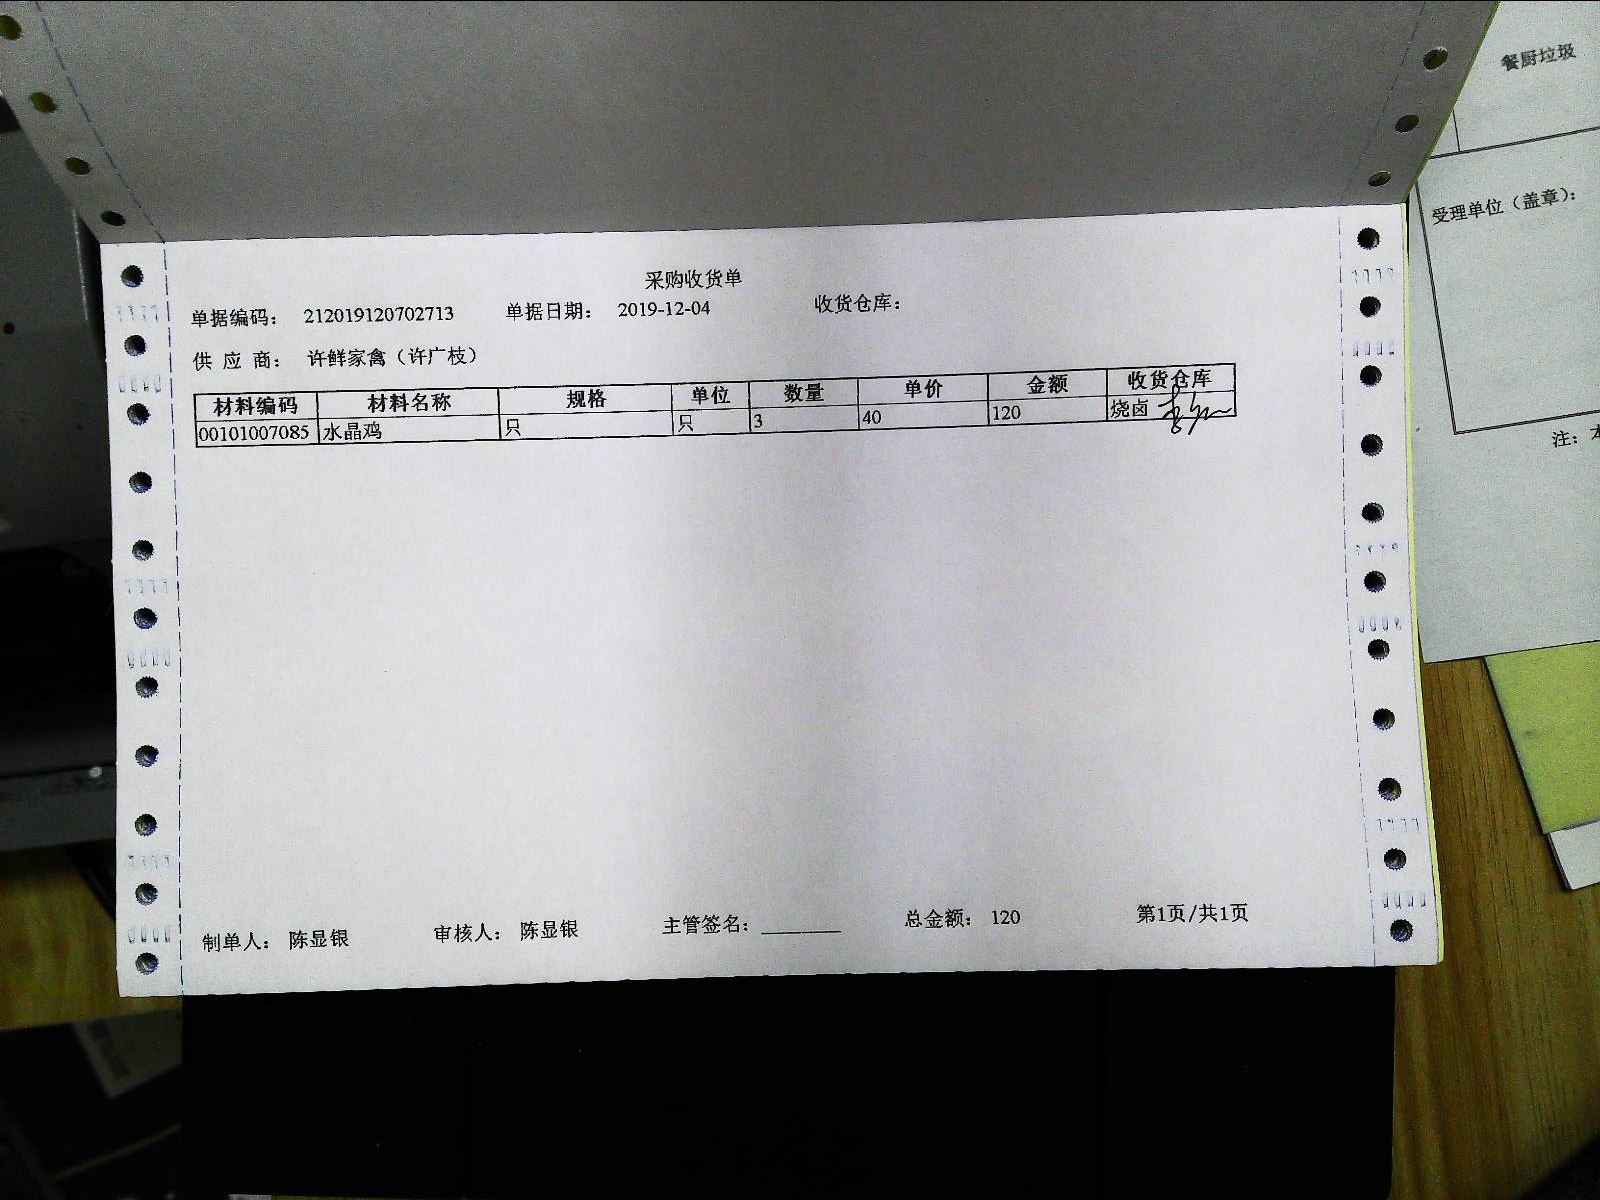 餐厨垃圾
受理单位（盖章）：
注：
采购收货单
单据编码： 212019120702713 单据日期： 2019-12-04 收货仓库：
供 应 商： 许鲜家禽（许广枝）
材料编码 材料名称 规格 单位 数量 单价 金额 收货仓库
00101007085 水晶鸡 只 只 3 40 120 烧卤
制单人： 陈显银 审核人： 陈显银 主管签名：________ 总金额： 120 第1页/共1页